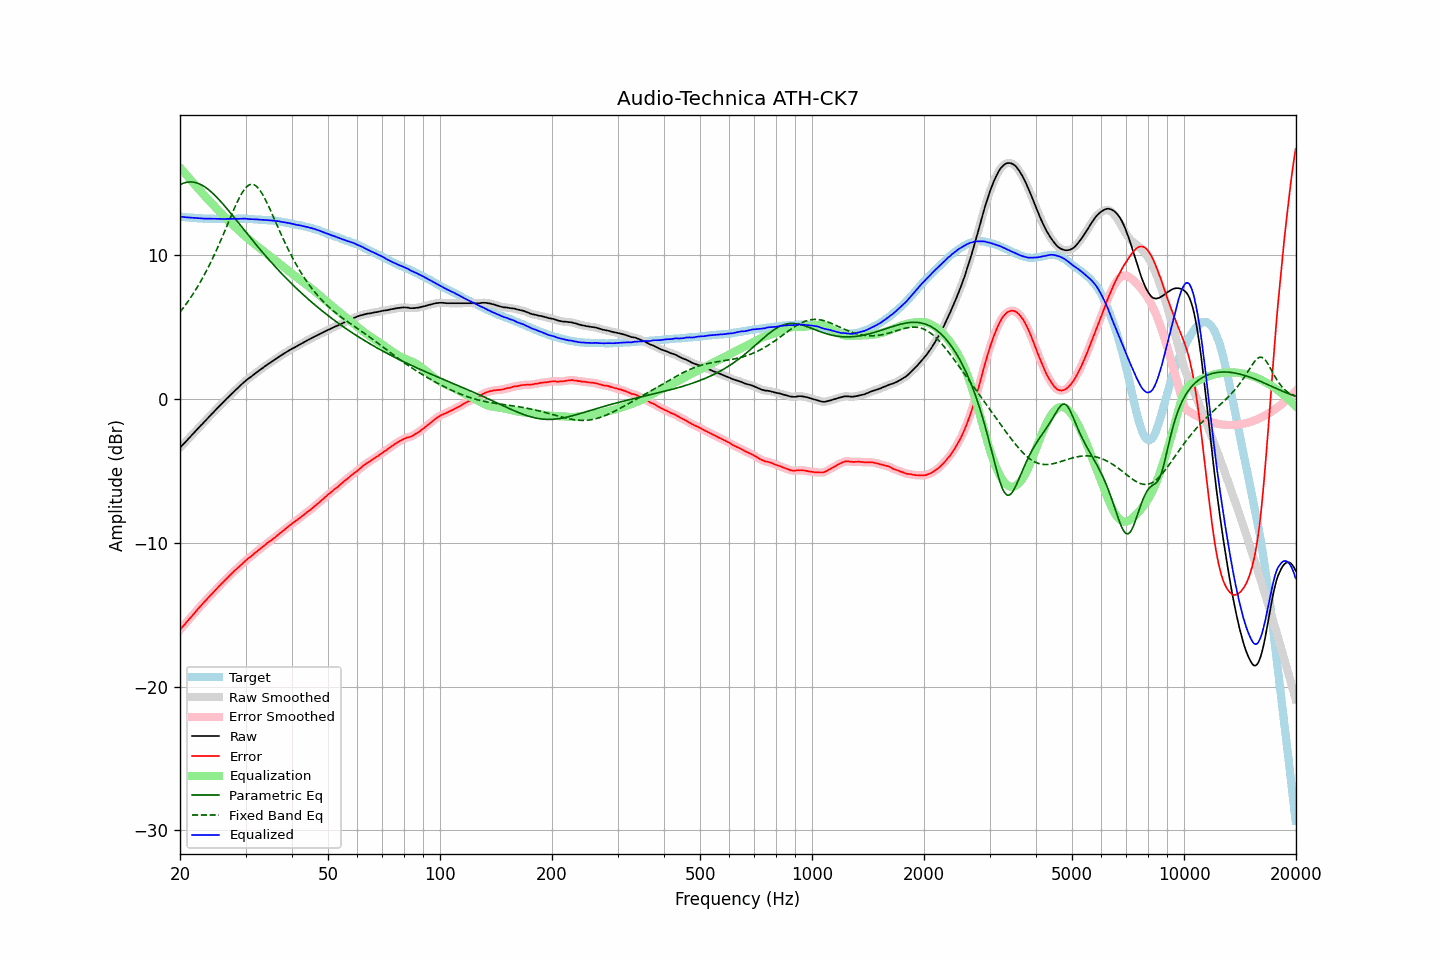 Audio-Technica ATH-CK7
Amplitude (dBr)
10
0
−10
−20
−30
Target
Raw Smoothed
Error Smoothed
Raw
Error
Equalization
Parametric Eq
Fixed Band Eq
Equalized
20 50 100 200 500 1000 2000 5000 10000 20000
Frequency (Hz)